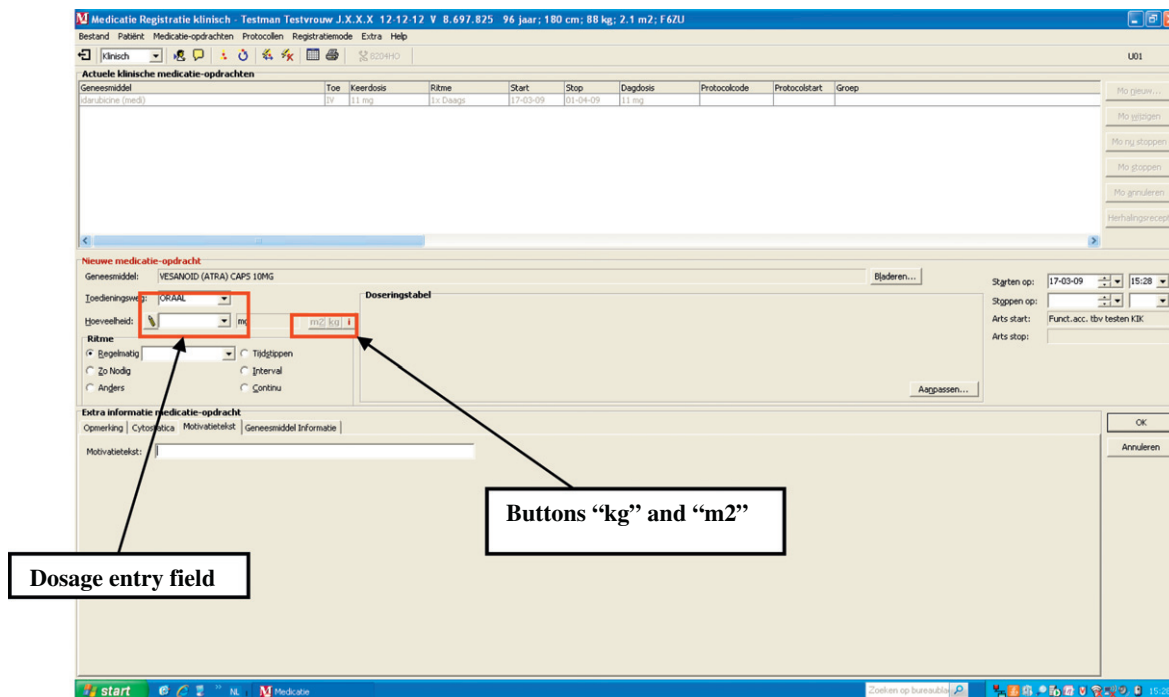 Medicatie Registratie klinisch - Testman Testvrouw J.X.X.X 12-12-12 V 8.697.825 96 jaar; 180 cm; 88 kg; 2.1 m2; F6ZU
Bestand Patiënt Medicatie-opdrachten Protocollen Registratiemode Extra Help
Klinisch 8204HO U01
Actuele klinische medicatie-opdrachten
Geneesmiddel Toe Keerdosis Ritme Start Stop Dagdosis Protocolcode Protocolstart Groep
idarubicine (medi) IV 11 mg 1x Daags 17-03-09 01-04-09 11 mg
Mo nieuw...
Mo wijzigen
Mo nu stoppen
Mo stoppen
Mo annuleren
Herhalingsrecept
Nieuwe medicatie-opdracht
Geneesmiddel: VESANOID (ATRA) CAPS 10MG Bladeren...
Toedieningsweg: ORAAL
Hoeveelheid: m2 kg i
Doseringstabel
Starten op: 17-03-09 15:28
Stoppen op:
Arts start: Funct.acc. tbv testen KIK
Arts stop:
Ritme
Regelmatig Tijdstippen
Zo Nodig Interval
Anders Continu
Aanpassen...
Extra informatie medicatie-opdracht
Opmerking Cytostatica Motivatietekst Geneesmiddel Informatie
Motivatietekst:
OK
Annuleren
Buttons “kg” and “m2”
Dosage entry field
start NL Medicatie Zoeken op bureaubla